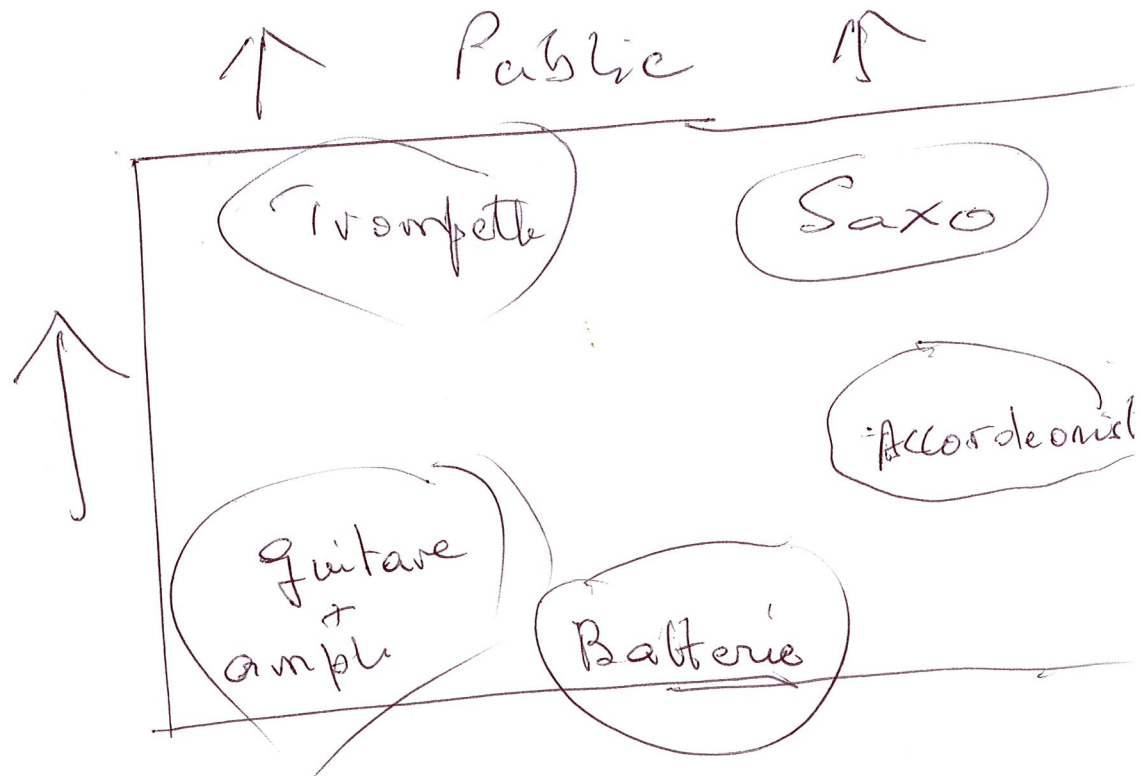 Public
Trompette
Saxo
Accordeonist
guitare
+
ampli
Batterie